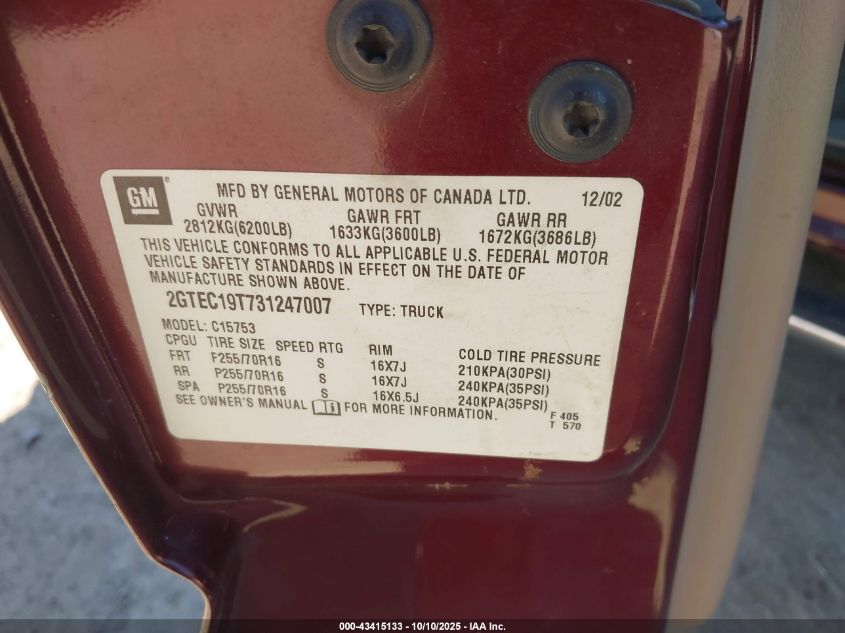 GM ® MFD BY GENERAL MOTORS OF CANADA LTD. 12/02
GVWR GAWR FRT GAWR RR
2812KG(6200LB) 1633KG(3600LB) 1672KG(3686LB)
THIS VEHICLE CONFORMS TO ALL APPLICABLE U.S. FEDERAL MOTOR
VEHICLE SAFETY STANDARDS IN EFFECT ON THE DATE OF
MANUFACTURE SHOWN ABOVE.
2GTEC19T731247007 TYPE: TRUCK
MODEL: C15753
CPGU TIRE SIZE SPEED RTG RIM COLD TIRE PRESSURE
FRT P255/70R16 S 16X7J 210KPA(30PSI)
RR P255/70R16 S 16X7J 240KPA(35PSI)
SPA P255/70R16 S 16X6.5J 240KPA(35PSI)
SEE OWNER'S MANUAL i FOR MORE INFORMATION.
F 405
T 570
000-43415133 - 10/10/2025 - IAA Inc.